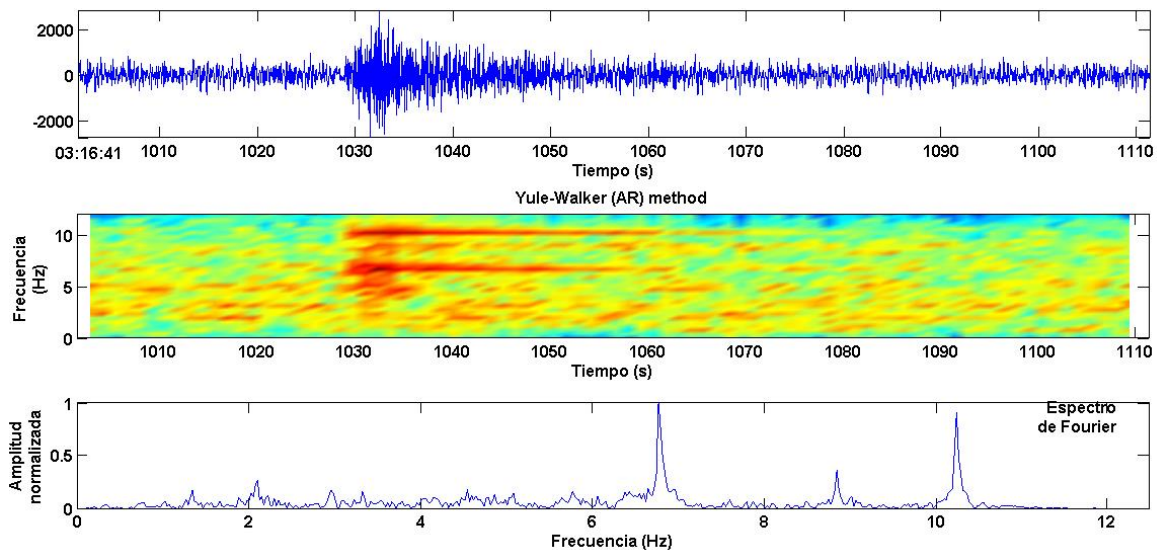 2000
0
-2000
03:16:41 1010 1020 1030 1040 1050 1060 1070 1080 1090 1100 1110
Tiempo (s)
Yule-Walker (AR) method
Frecuencia
(Hz)
10
5
0
1010 1020 1030 1040 1050 1060 1070 1080 1090 1100 1110
Tiempo (s)
Amplitud
normalizada
1
0.5
0
Espectro
de Fourier
0 2 4 6 8 10 12
Frecuencia (Hz)